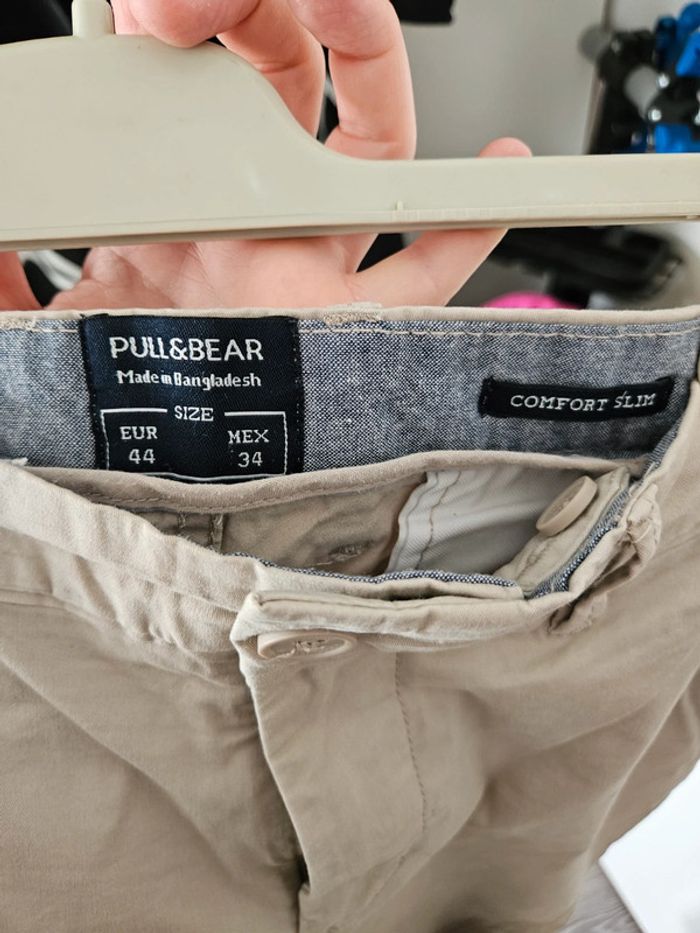 PULL&BEAR
Made in Bangladesh
SIZE
EUR MEX
44 34
COMFORT SLIM